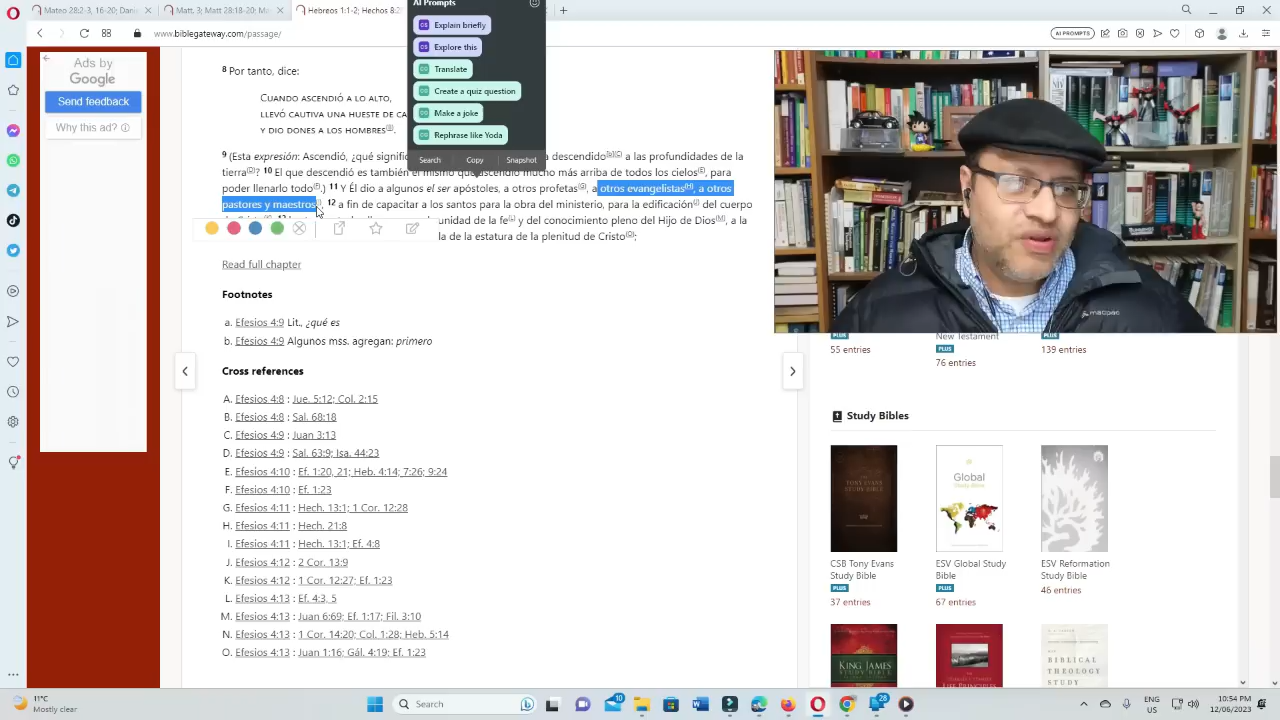 Mateo 28:2-3, 16-20; Daniel
Matt, 3; Matt 28:18-20; Mark
Hebreos 1:1-2; Hechos 8:2
www.biblegateway.com/passage/
AI PROMPTS
Ads by
Google
Send feedback
Why this ad?
AI Prompts
Explain briefly
Explore this
Translate
Create a quiz question
Make a joke
Rephrase like Yoda
Search Copy Snapshot
8 Por tanto, dice:
Cuando ascendió a lo alto,
llevó cautiva una hueste de
y dio dones a los hombres[B].
9 (Esta expresión: Ascendió, ¿qué descendido[b][C] a las profundidades de la
tierra[D]? 10 El que descendió es también el mismo que ascendió mucho más arriba de todos los cielos[E], para
poder llenarlo todo[F].) 11 Y Él dio a algunos el ser apóstoles, a otros profetas[G], a otros evangelistas[H], a otros
pastores y maestros[I], 12 a fin de capacitar a los santos para la obra del ministerio, para la edificación[J] del cuerpo
unidad de la fe[L] y del conocimiento pleno del Hijo de Dios[M], a la
la de la estatura de la plenitud de Cristo[O];
Read full chapter
Footnotes
a. Efesios 4:9 Lit., ¿qué es
b. agregan: primero
Cross references
A. Efesios 4:8 : Jue. 5:12; Col. 2:15
B. Efesios 4:8 : Sal. 68:18
C. Efesios 4:9 : Juan 3:13
D. Efesios 4:9 : Sal. 63:9; Isa. 44:23
E. Efesios 4:10 : Ef. 1:20, 21; Heb. 4:14; 7:26; 9:24
F. Efesios 4:10 : Ef. 1:23
G. Efesios 4:11 : Hech. 13:1; 1 Cor. 12:28
H. Efesios 4:11 : Hech. 21:8
I. Efesios 4:11 : Hech. 13:1; Ef. 4:8
J. Efesios 4:12 : 2 Cor. 13:9
K. Efesios 4:12 : 1 Cor. 12:27; Ef. 1:23
L. Efesios 4:13 : Ef. 4:3, 5
M. Efesios 4:13 : Juan 6:69; Ef. 1:17; Fil. 3:10
N. Efesios 4:13 : 1 Cor. 14:20; Col. 1:28; Heb. 5:14
O. Efesios 4:13 : Juan 1:16; Gál. 4:19; Ef. 1:23
New Testament
PLUS
55 entries
PLUS
76 entries
PLUS
139 entries
Study Bibles
Global
Study Bible
CSB Tony Evans
Study Bible
PLUS
37 entries
ESV Global Study
Bible
PLUS
67 entries
ESV Reformation
Study Bible
46 entries
KING JAMES
STUDY BIBLE
BIBLICAL
THEOLOGY
STUDY
11°C
Mostly clear
Search
10
28
ENG
US
10:54 PM
12/06/2023